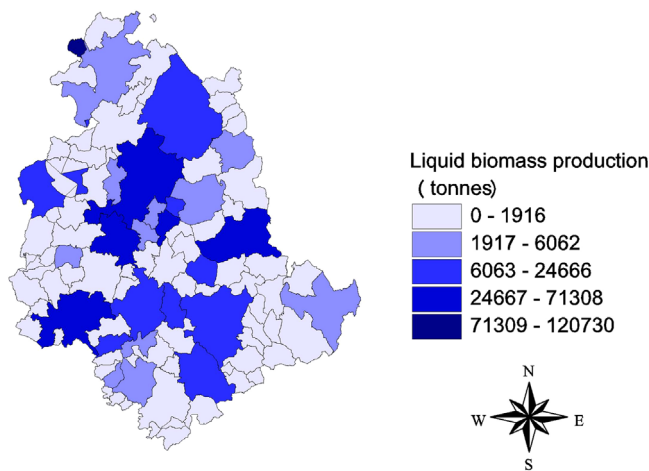 Liquid biomass production
( tonnes)
0 - 1916
1917 - 6062
6063 - 24666
24667 - 71308
71309 - 120730
N
W E
S